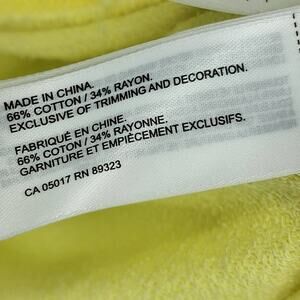 MADE IN CHINA.
66% COTTON / 34% RAYON.
EXCLUSIVE OF TRIMMING AND DECORATION.
FABRIQUÉ EN CHINE.
66% COTTON / 34% RAYONNE.
GARNITURE ET EMPIÈCEMENT EXCLUSIFS.
CA 05017 RN 89323